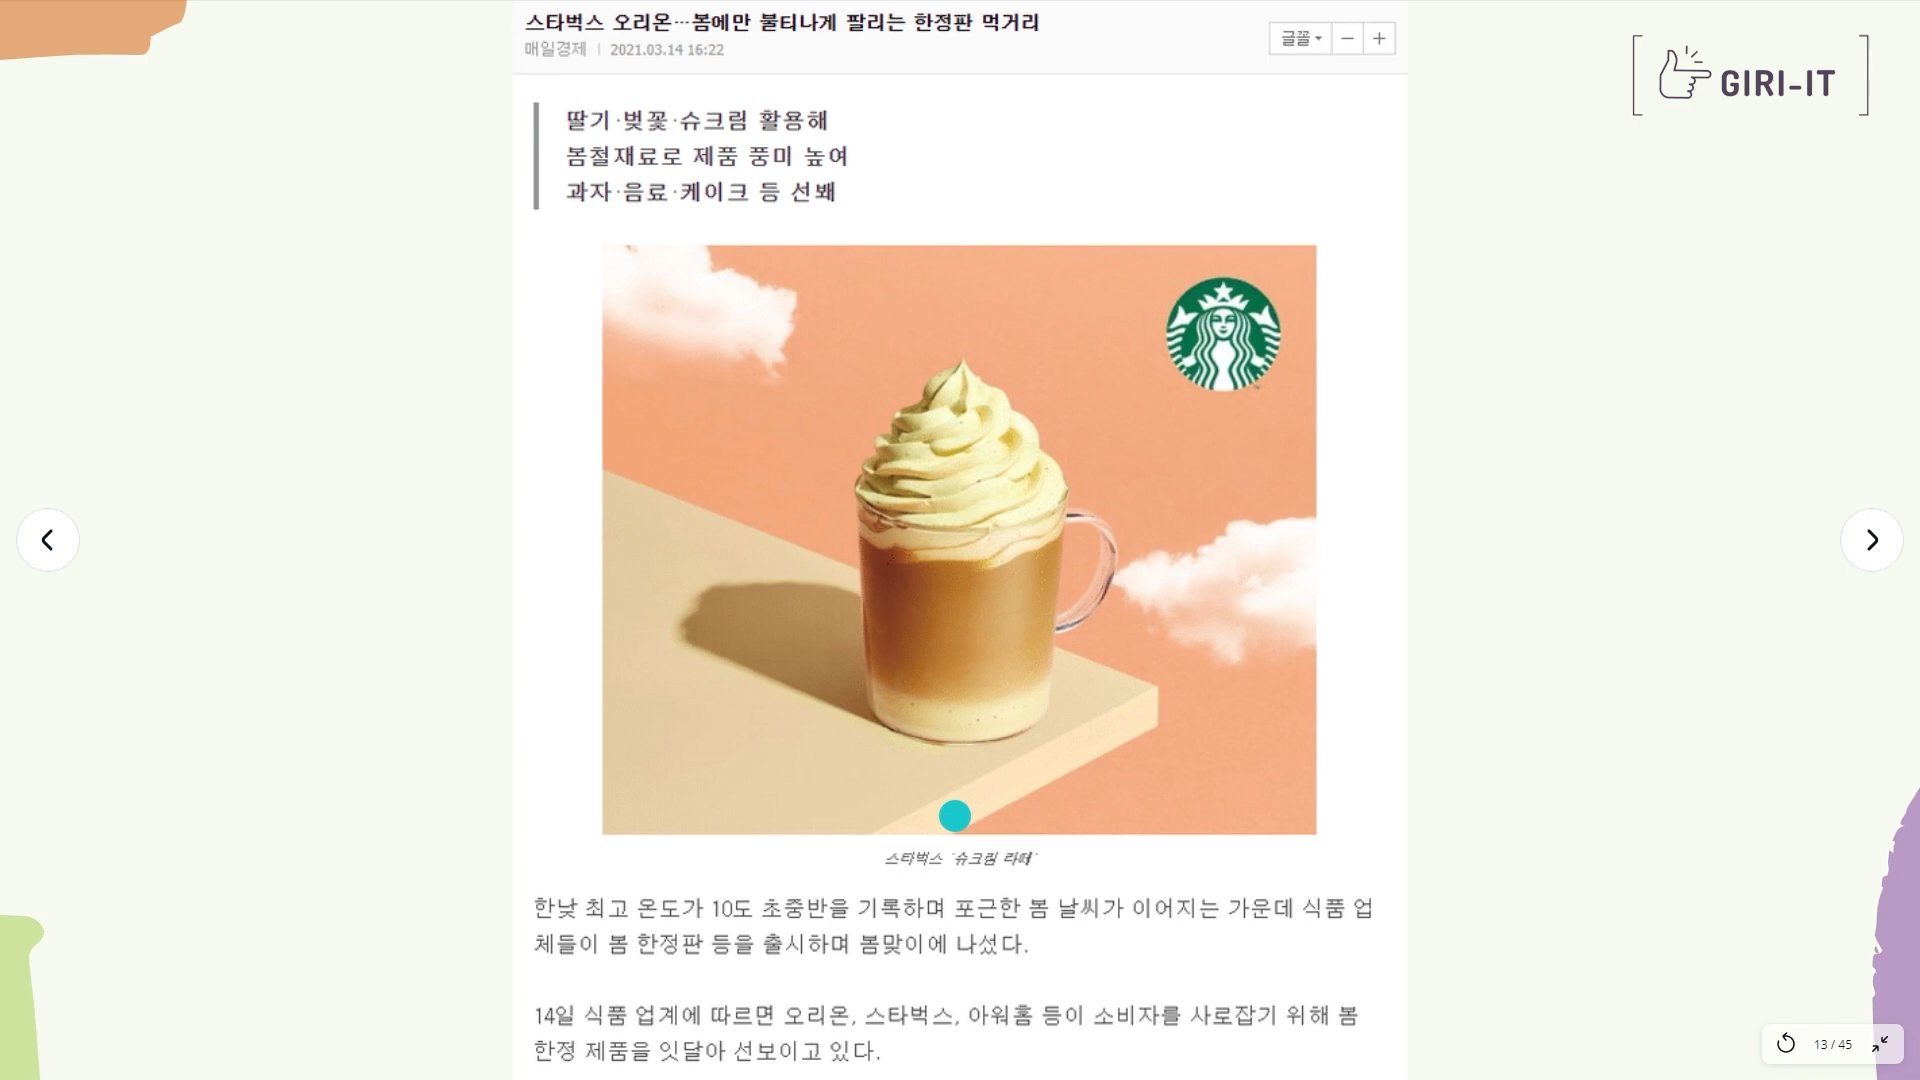 스타벅스 오리온…봄에만 불티나게 팔리는 한정판 먹거리
매일경제 | 2021.03.14 16:22
글꼴
GIRI-IT
딸기·벚꽃·슈크림 활용해
봄철재료로 제품 풍미 높여
과자·음료·케이크 등 선봬
스타벅스 '슈크림 라떼'
한낮 최고 온도가 10도 초중반을 기록하며 포근한 봄 날씨가 이어지는 가운데 식품 업
체들이 봄 한정판 등을 출시하며 봄맞이에 나섰다.
14일 식품 업계에 따르면 오리온, 스타벅스, 아워홈 등이 소비자를 사로잡기 위해 봄
한정 제품을 잇달아 선보이고 있다.
13 / 45